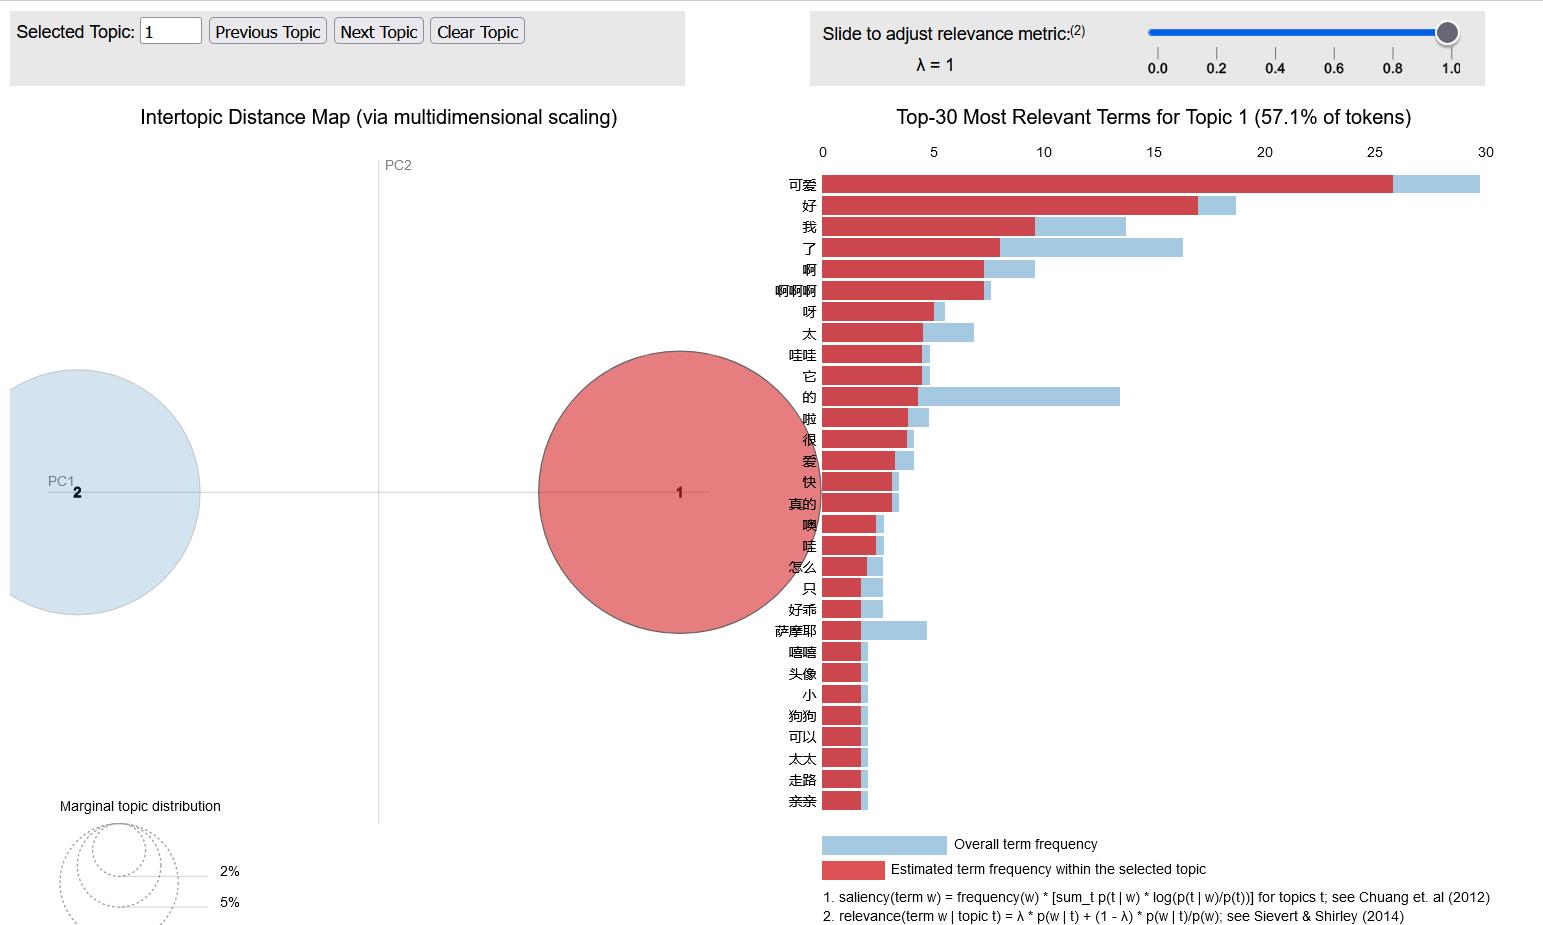 Selected Topic: 1 Previous Topic Next Topic Clear Topic
Slide to adjust relevance metric:(2)
λ = 1
0.0 0.2 0.4 0.6 0.8 1.0
Intertopic Distance Map (via multidimensional scaling)
PC2
PC1
2
1
Marginal topic distribution
2%
5%
Top-30 Most Relevant Terms for Topic 1 (57.1% of tokens)
0 5 10 15 20 25 30
可爱
好
我
了
啊
啊啊啊
呀
太
哇哇
它
的
啦
很
爱
快
真的
噢
哇
怎么
只
好乖
萨摩耶
嘻嘻
头像
小
狗狗
可以
太太
走路
亲亲
Overall term frequency
Estimated term frequency within the selected topic
1. saliency(term w) = frequency(w) * [sum_t p(t | w) * log(p(t | w)/p(t))] for topics t; see Chuang et. al (2012)
2. relevance(term w | topic t) = λ * p(w | t) + (1 - λ) * p(w | t)/p(w); see Sievert & Shirley (2014)